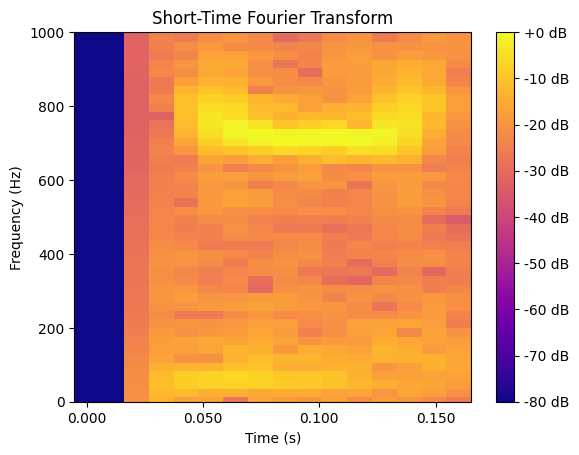 Short-Time Fourier Transform
Frequency (Hz)
1000
800
600
400
200
0
0.000
0.050
0.100
0.150
Time (s)
+0 dB
-10 dB
-20 dB
-30 dB
-40 dB
-50 dB
-60 dB
-70 dB
-80 dB